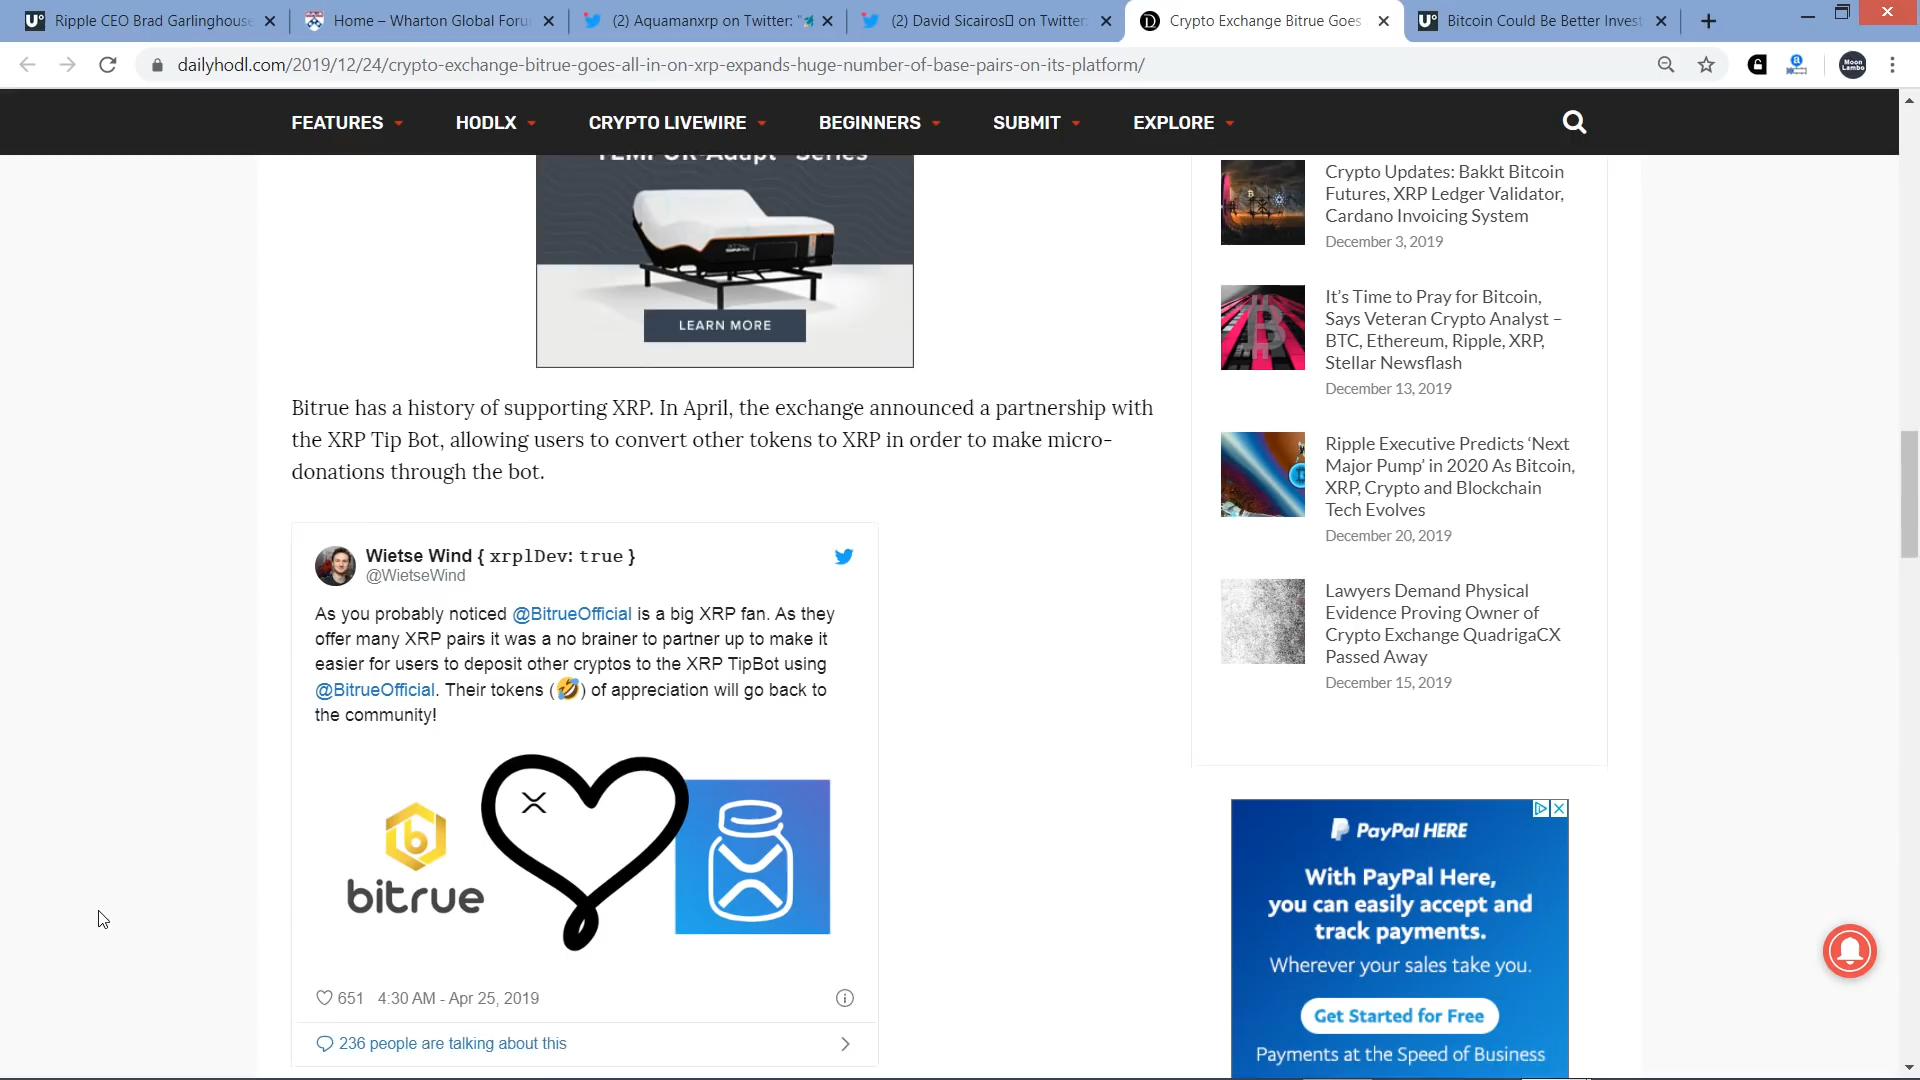 Ripple CEO Brad Garlinghouse
Home – Wharton Global Foru
(2) Aquamanxrp on Twitter: "
(2) David Sicairos on Twitter:
Crypto Exchange Bitrue Goes
Bitcoin Could Be Better Invest
dailyhodl.com/2019/12/24/crypto-exchange-bitrue-goes-all-in-on-xrp-expands-huge-number-of-base-pairs-on-its-platform/
Moon
Lambo
FEATURES
HODLX
CRYPTO LIVEWIRE
BEGINNERS
SUBMIT
EXPLORE
TEMPUR-Adapt® Series
LEARN MORE
Bitrue has a history of supporting XRP. In April, the exchange announced a partnership with
the XRP Tip Bot, allowing users to convert other tokens to XRP in order to make micro-
donations through the bot.
Wietse Wind { xrplDev: true }
@WietseWind
As you probably noticed @BitrueOfficial is a big XRP fan. As they
offer many XRP pairs it was a no brainer to partner up to make it
easier for users to deposit other cryptos to the XRP TipBot using
@BitrueOfficial. Their tokens (🤣) of appreciation will go back to
the community!
bitrue
651 4:30 AM - Apr 25, 2019
236 people are talking about this
Crypto Updates: Bakkt Bitcoin
Futures, XRP Ledger Validator,
Cardano Invoicing System
December 3, 2019
It’s Time to Pray for Bitcoin,
Says Veteran Crypto Analyst –
BTC, Ethereum, Ripple, XRP,
Stellar Newsflash
December 13, 2019
Ripple Executive Predicts ‘Next
Major Pump’ in 2020 As Bitcoin,
XRP, Crypto and Blockchain
Tech Evolves
December 20, 2019
Lawyers Demand Physical
Evidence Proving Owner of
Crypto Exchange QuadrigaCX
Passed Away
December 15, 2019
PayPal HERE
With PayPal Here,
you can easily accept and
track payments.
Wherever your sales take you.
Get Started for Free
Payments at the Speed of Business